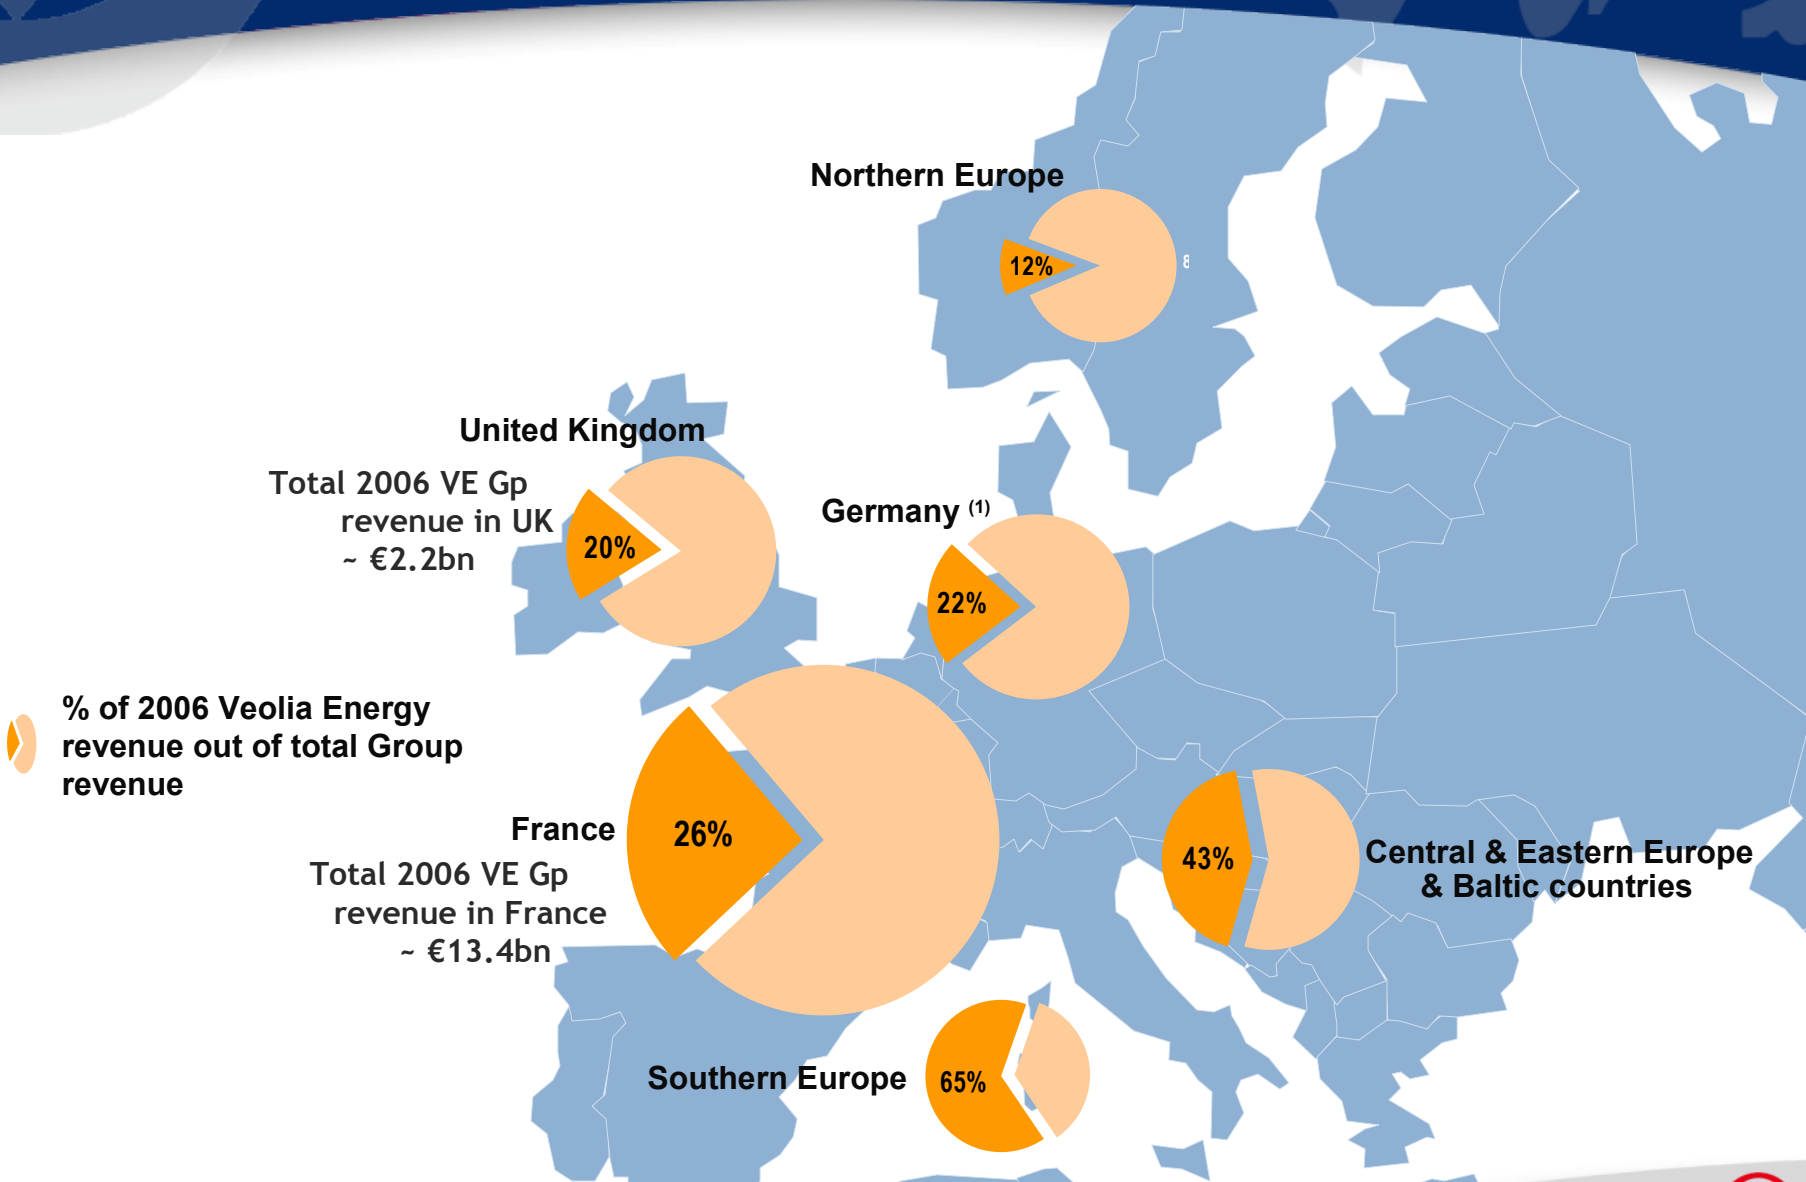 Northern Europe
12%
8
United Kingdom
Total 2006 VE Gp
revenue in UK
~ €2.2bn
20%
Germany (1)
22%
% of 2006 Veolia Energy
revenue out of total Group
revenue
France
26%
Total 2006 VE Gp
revenue in France
~ €13.4bn
43%
Central & Eastern Europe
& Baltic countries
Southern Europe
65%